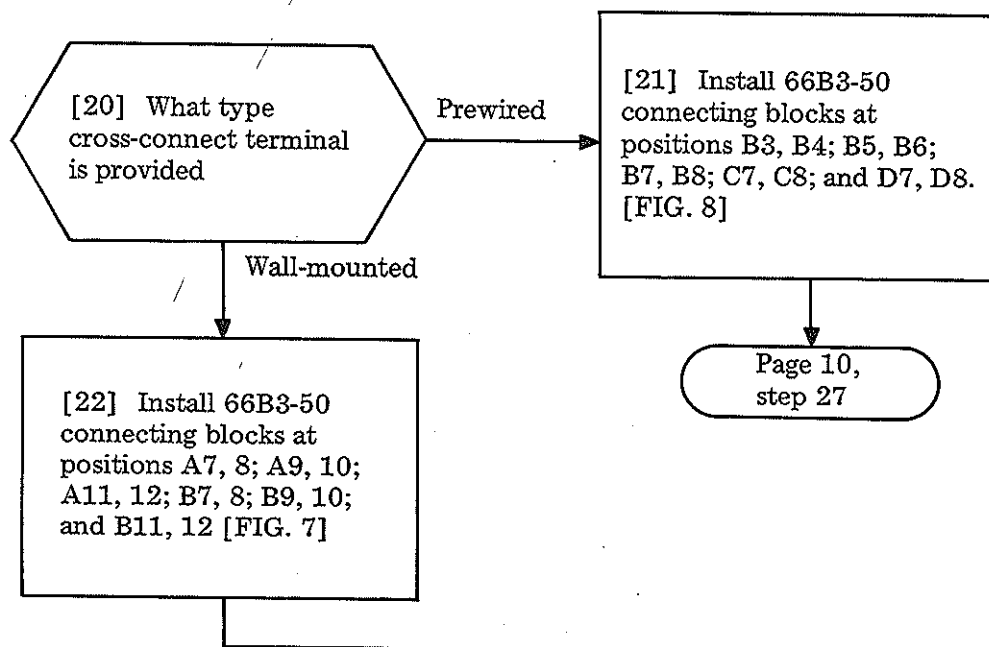 [20] What type
cross-connect terminal
is provided
Prewired
[21] Install 66B3-50
connecting blocks at
positions B3, B4; B5, B6;
B7, B8; C7, C8; and D7, D8.
[FIG. 8]
Wall-mounted
Page 10,
step 27
[22] Install 66B3-50
connecting blocks at
positions A7, 8; A9, 10;
A11, 12; B7, 8; B9, 10;
and B11, 12 [FIG. 7]